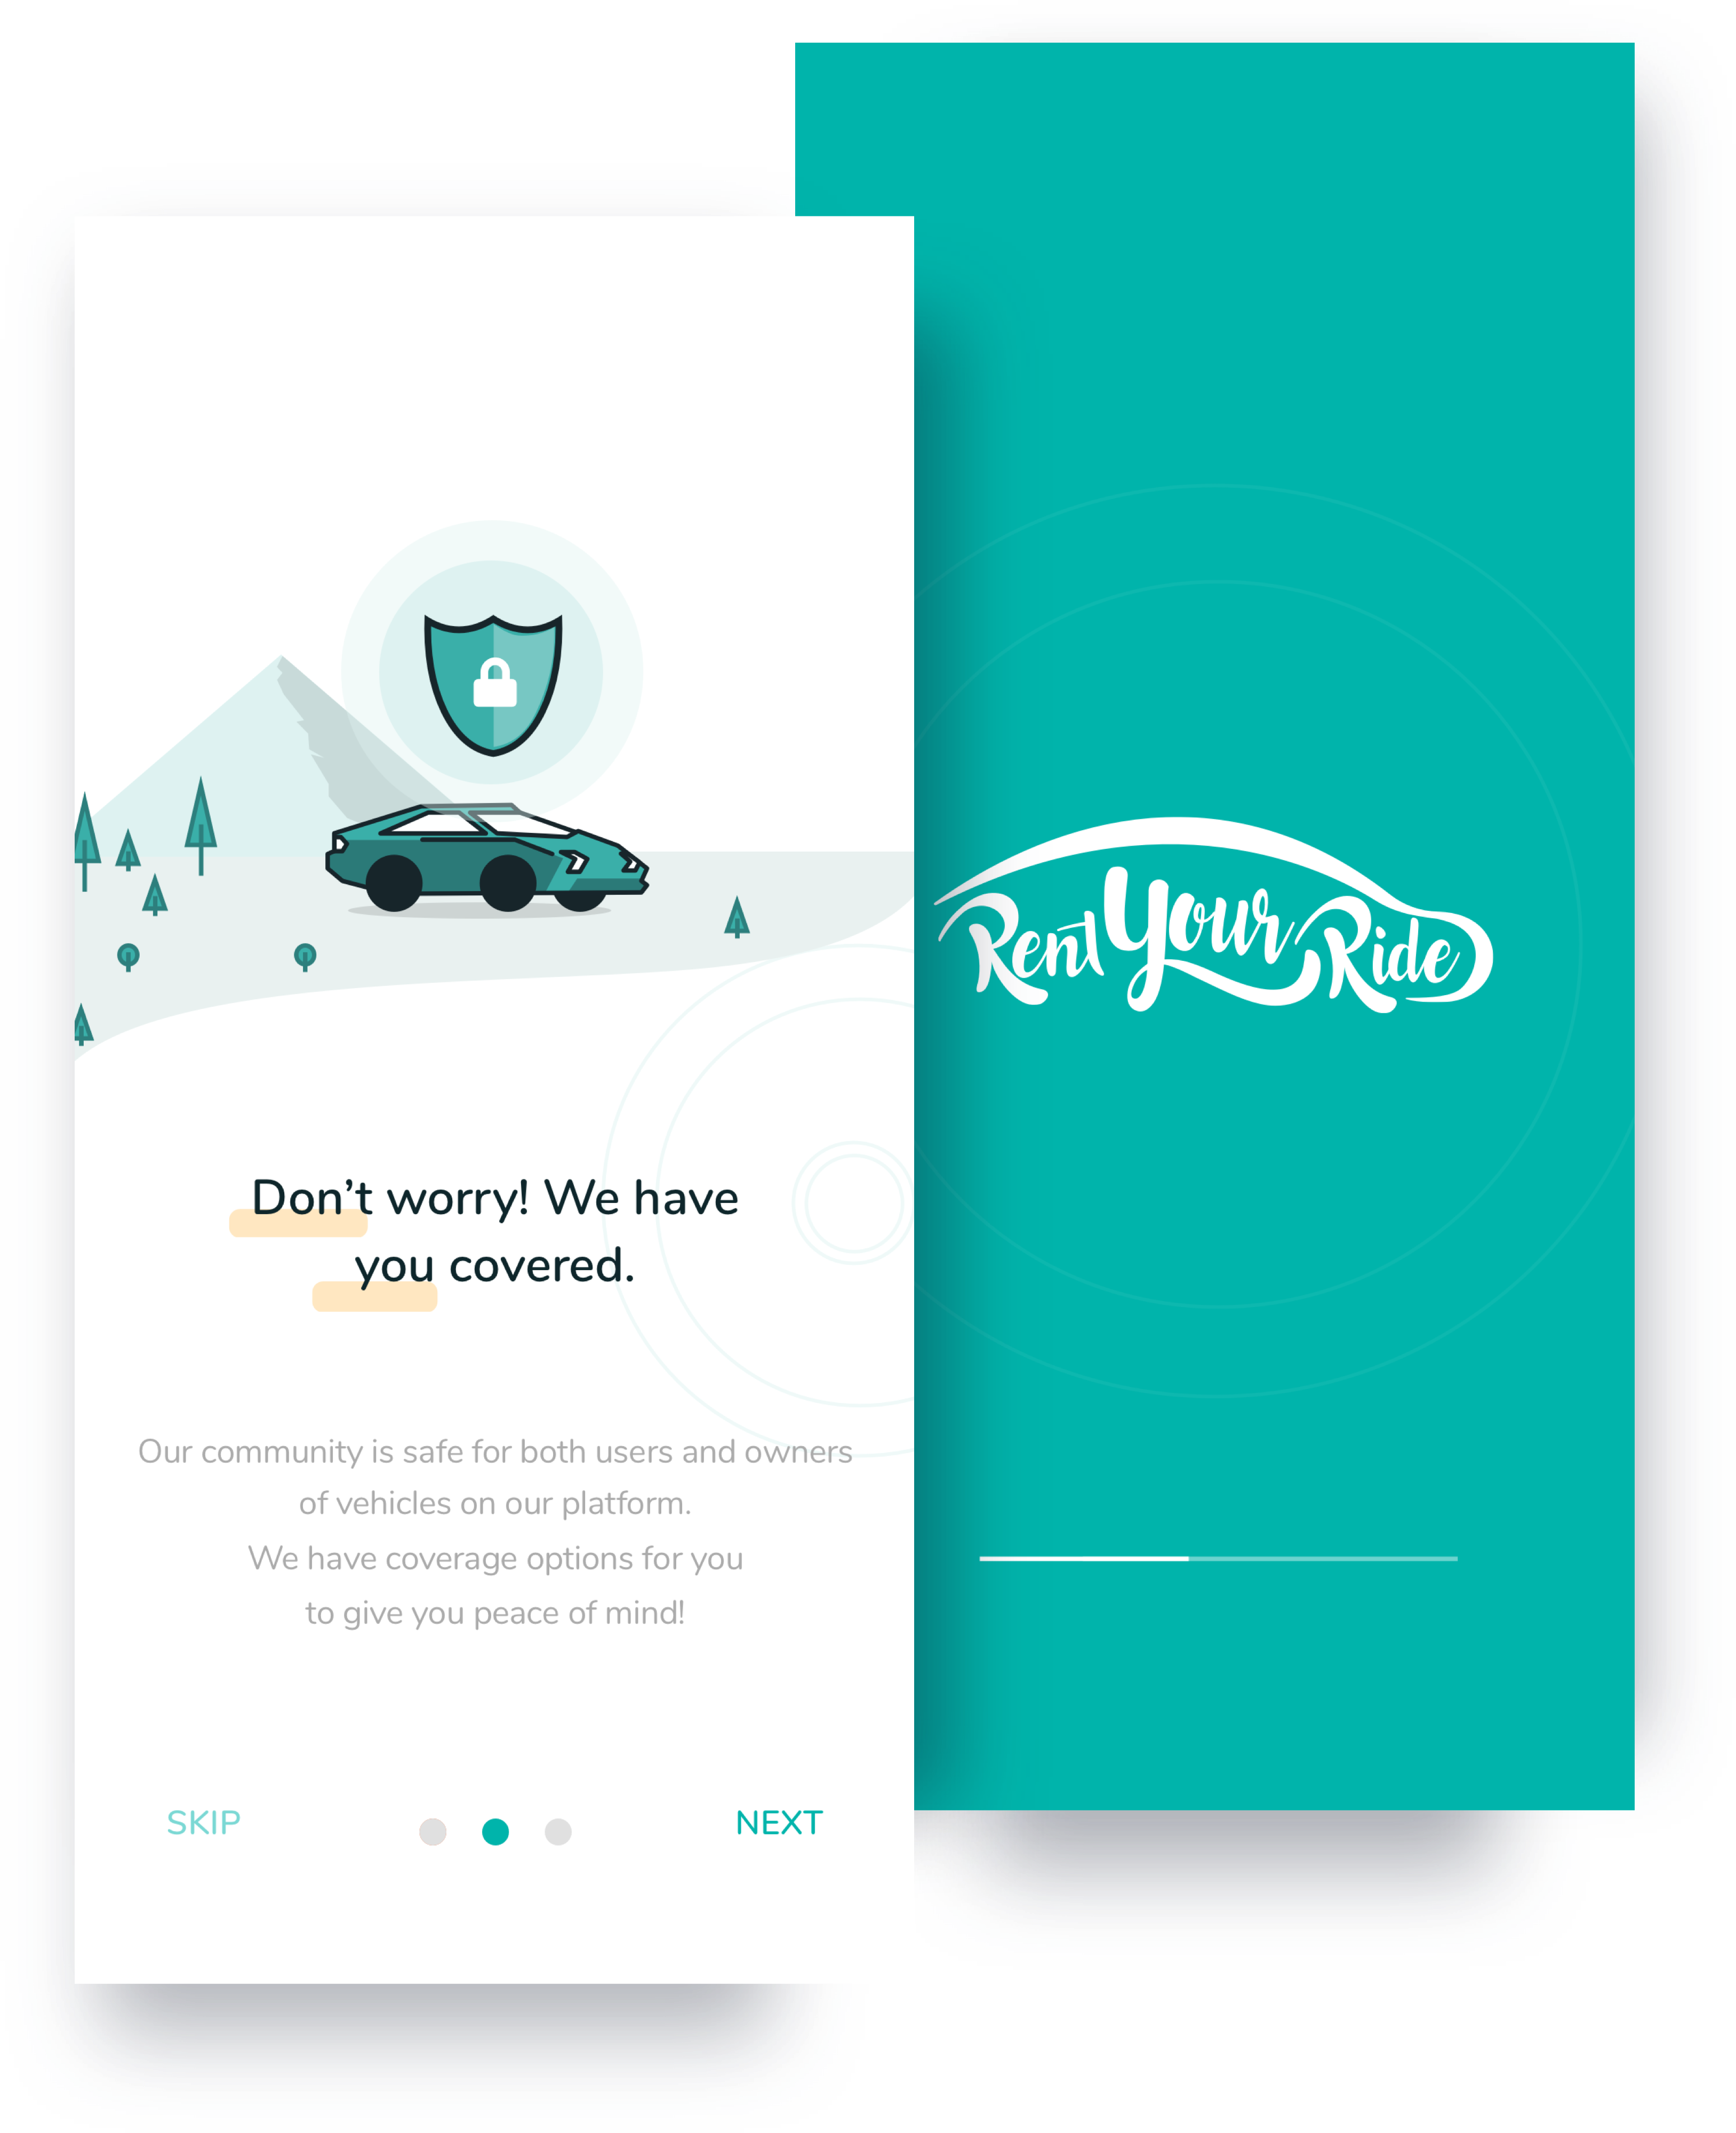 Rent Your Ride
Don’t worry! We have
you covered.
Our community is safe for both users and owners
of vehicles on our platform.
We have coverage options for you
to give you peace of mind!
SKIP
NEXT